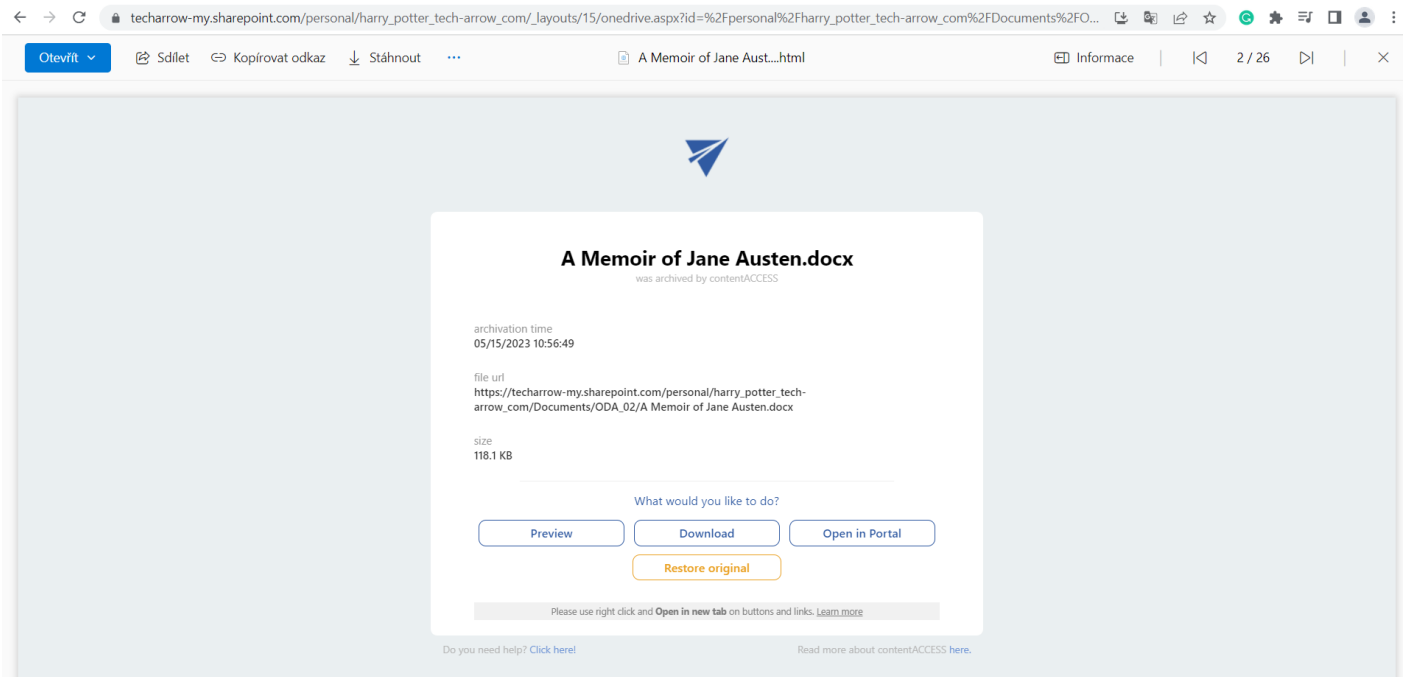 techarrow-my.sharepoint.com/personal/harry_potter_tech-arrow_com/_layouts/15/onedrive.aspx?id=%2Fpersonal%2Fharry_potter_tech-arrow_com%2FDocuments%2FO...
Otevřít Sdílet Kopírovat odkaz Stáhnout ... A Memoir of Jane Aust....html Informace 2 / 26
A Memoir of Jane Austen.docx
was archived by contentACCESS
archivation time
05/15/2023 10:56:49
file url
https://techarrow-my.sharepoint.com/personal/harry_potter_tech-
arrow_com/Documents/ODA_02/A Memoir of Jane Austen.docx
size
118.1 KB
What would you like to do?
Preview Download Open in Portal
Restore original
Please use right click and Open in new tab on buttons and links. Learn more
Do you need help? Click here! Read more about contentACCESS here.